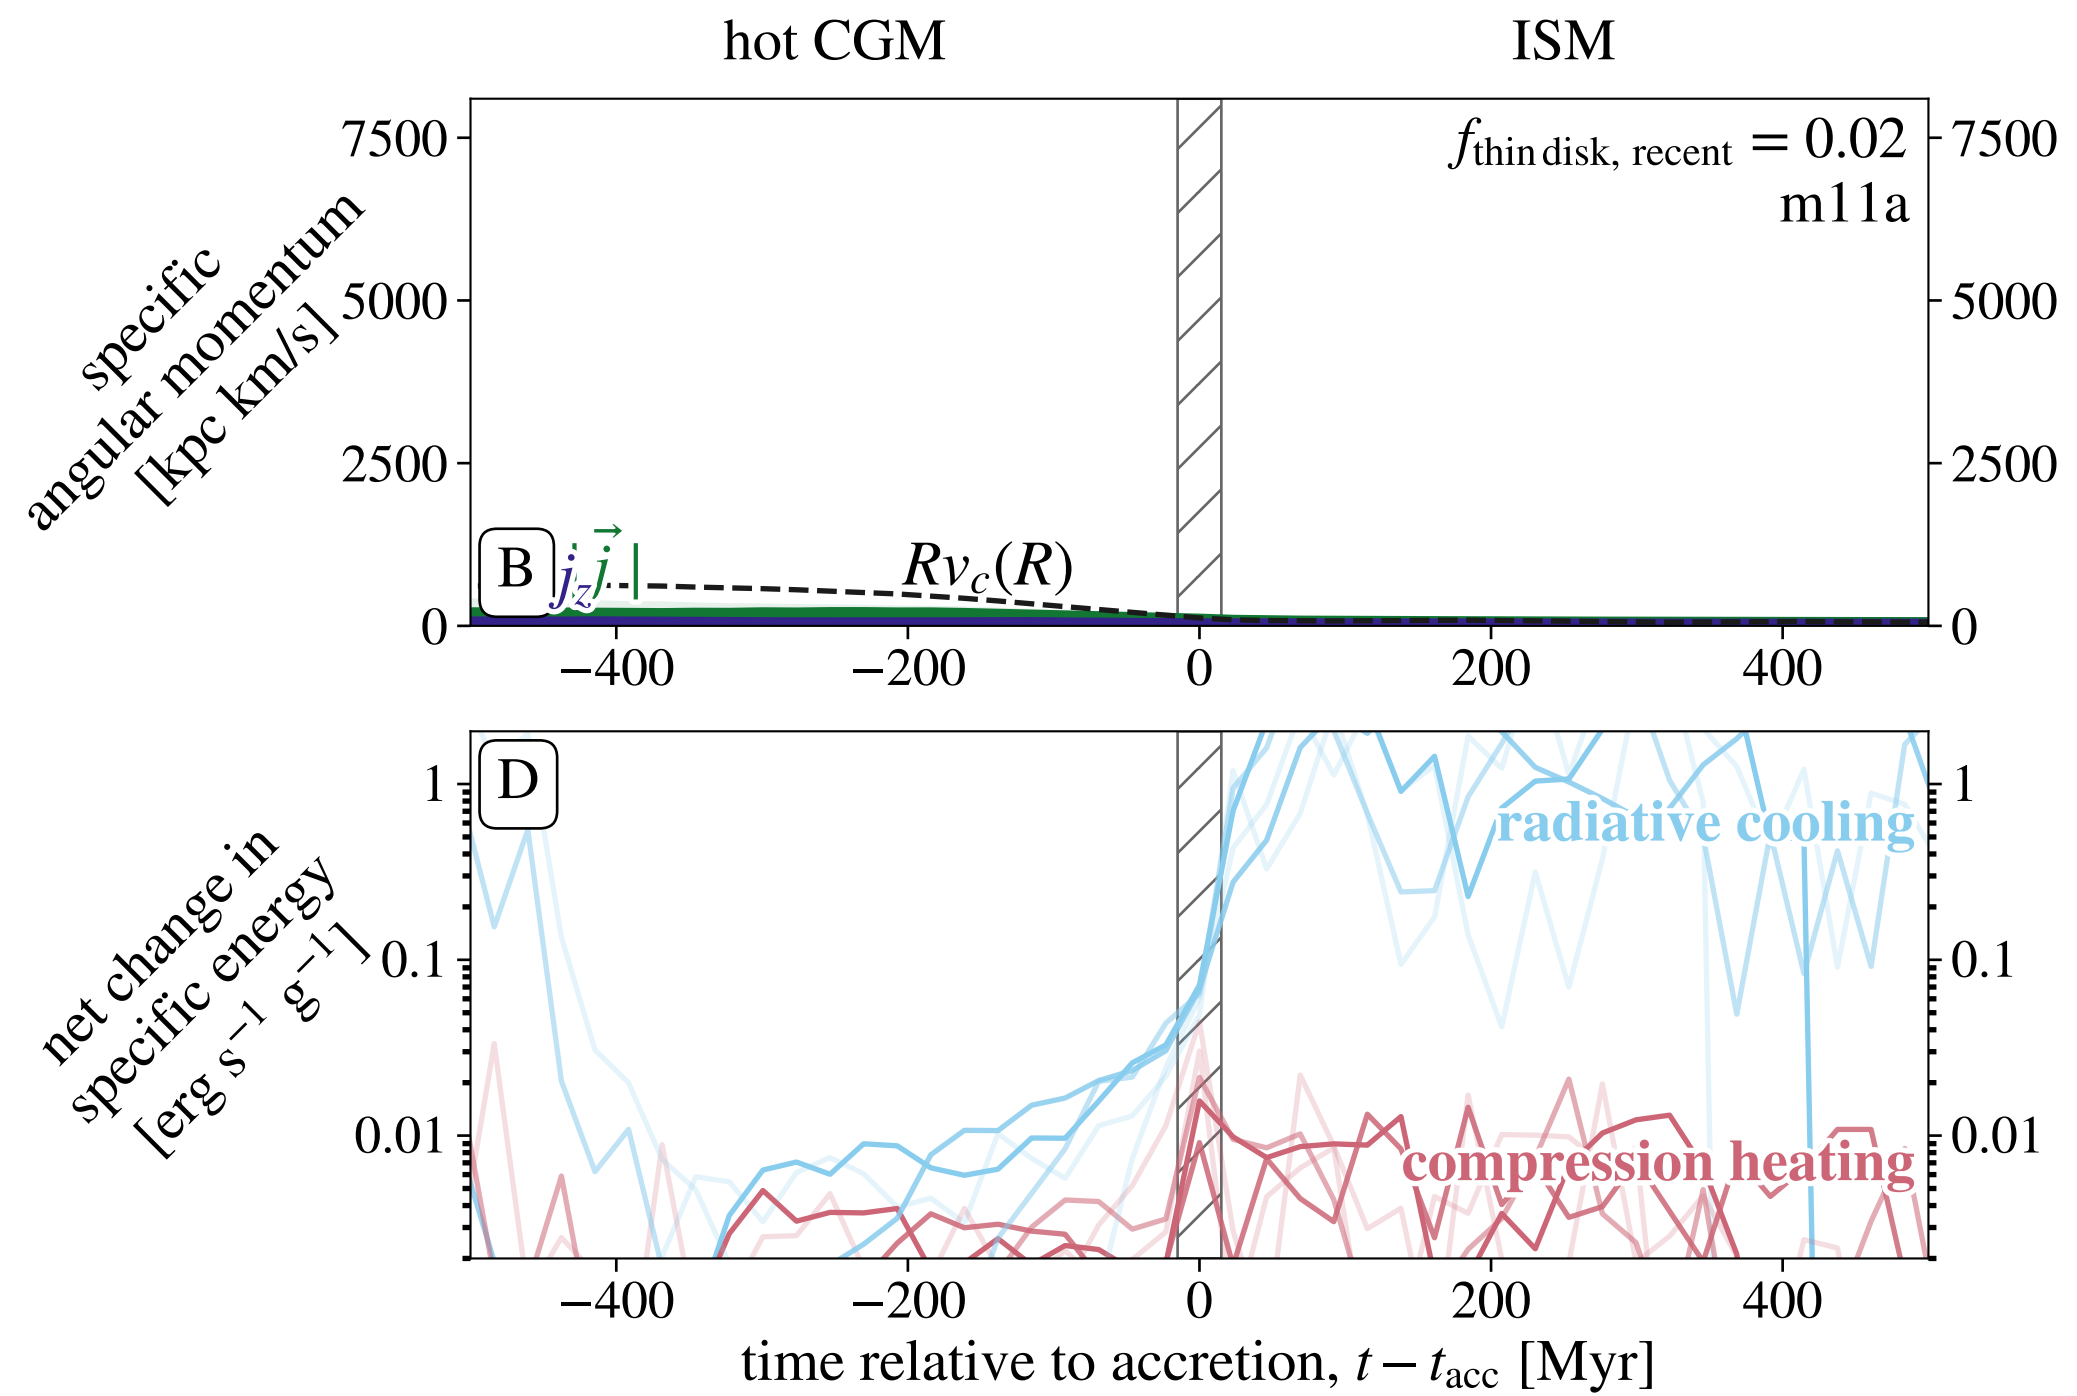 hot CGM ISM
7500 7500
f_thin disk, recent = 0.02
m11a
specific
angular momentum
[kpc km/s]
5000 5000
2500 2500
B j_z |j⃗| Rv_c(R)
0 0
−400 −200 0 200 400
D
1 1
radiative cooling
net change in
specific energy
[erg s⁻¹ g⁻¹]
0.1 0.1
0.01 0.01
compression heating
−400 −200 0 200 400
time relative to accretion, t − t_acc [Myr]